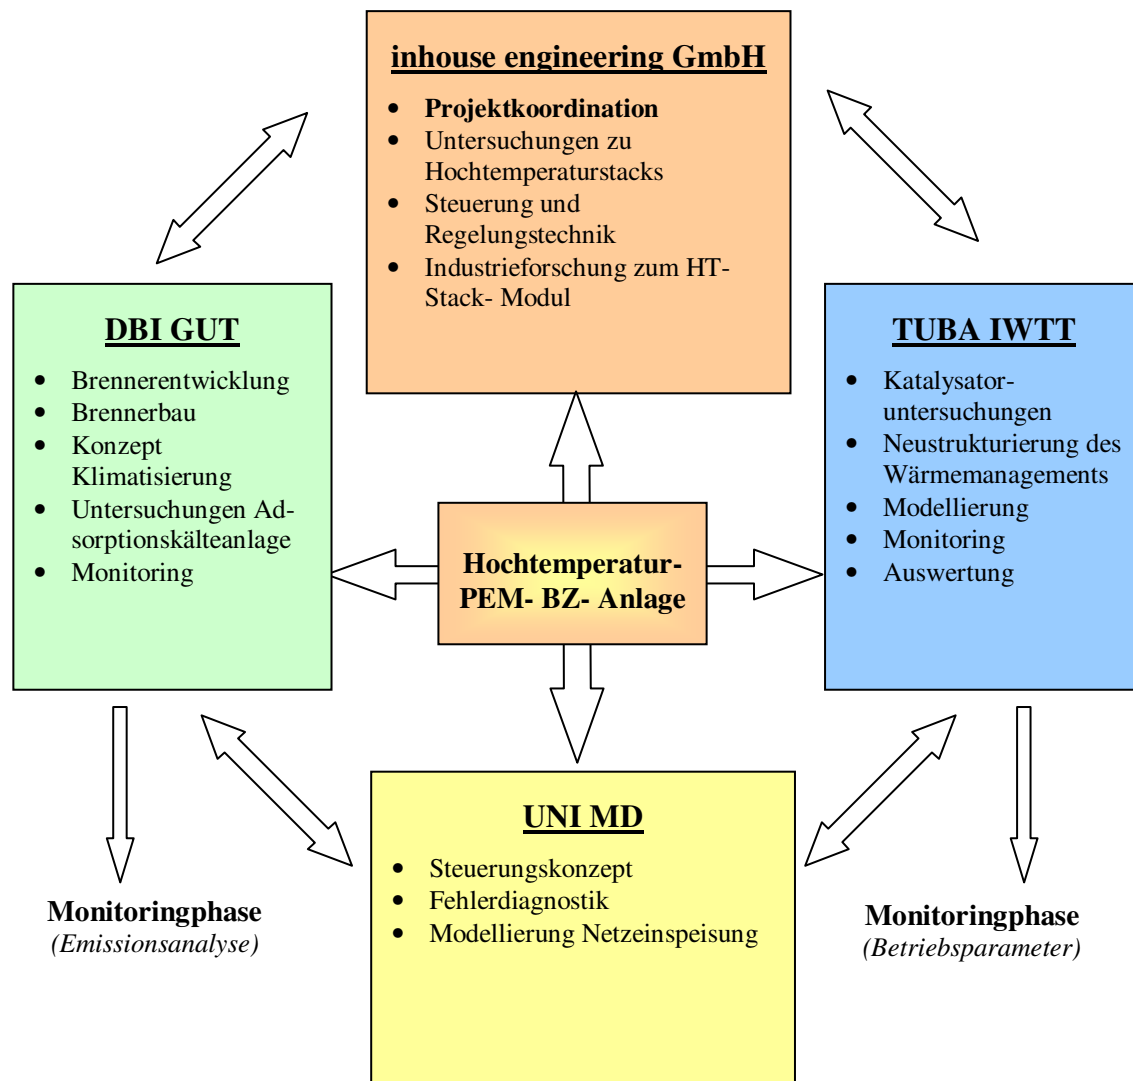 inhouse engineering GmbH
• Projektkoordination
• Untersuchungen zu
Hochtemperaturstacks
• Steuerung und
Regelungstechnik
• Industrieforschung zum HT-
Stack- Modul
DBI GUT
• Brennerentwicklung
• Brennerbau
• Konzept
Klimatisierung
• Untersuchungen Ad-
sorptionskälteanlage
• Monitoring
TUBA IWTT
• Katalysator-
untersuchungen
• Neustrukturierung des
Wärmemanagements
• Modellierung
• Monitoring
• Auswertung
Hochtemperatur-
PEM- BZ- Anlage
UNI MD
• Steuerungskonzept
• Fehlerdiagnostik
• Modellierung Netzeinspeisung
Monitoringphase
(Emissionsanalyse)
Monitoringphase
(Betriebsparameter)